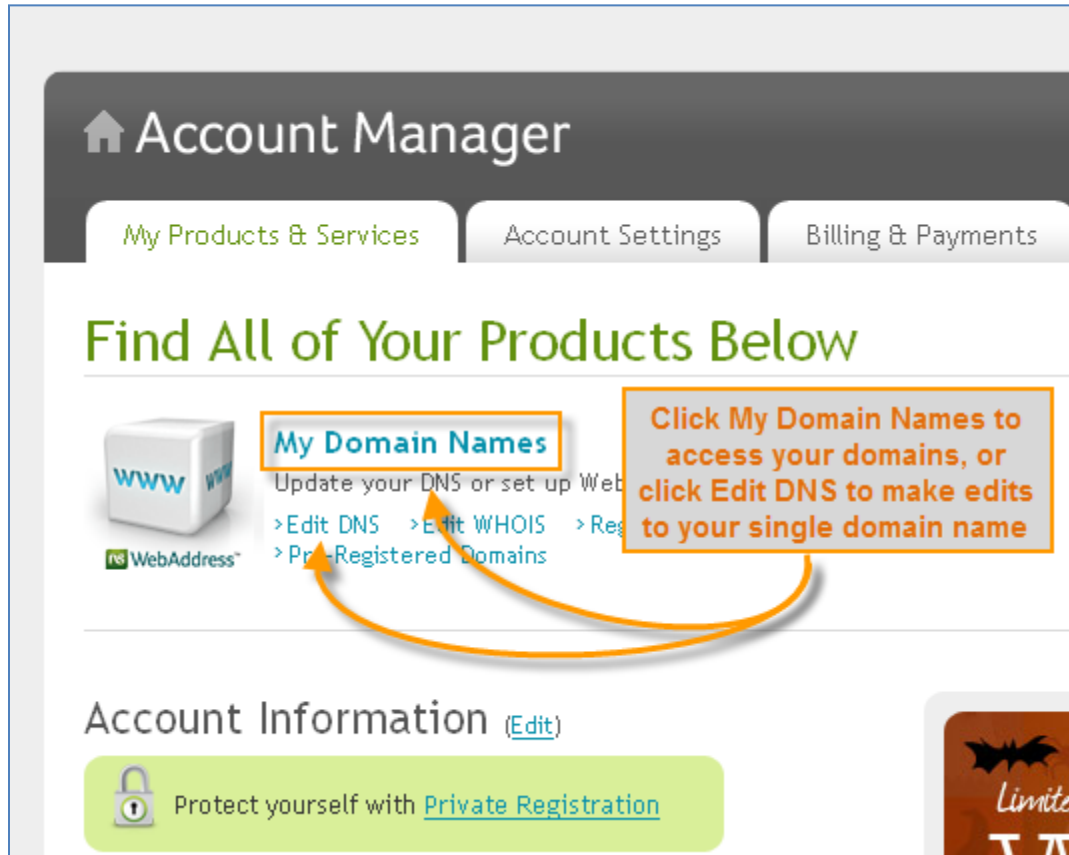 Account Manager
My Products & Services
Account Settings
Billing & Payments
Find All of Your Products Below
My Domain Names
Update your DNS or set up Web
>Edit DNS >Edit WHOIS
> Pre-Registered Domains
Click My Domain Names to
access your domains, or
click Edit DNS to make edits
to your single domain name
www
ns WebAddress™
Account Information (Edit)
Protect yourself with Private Registration